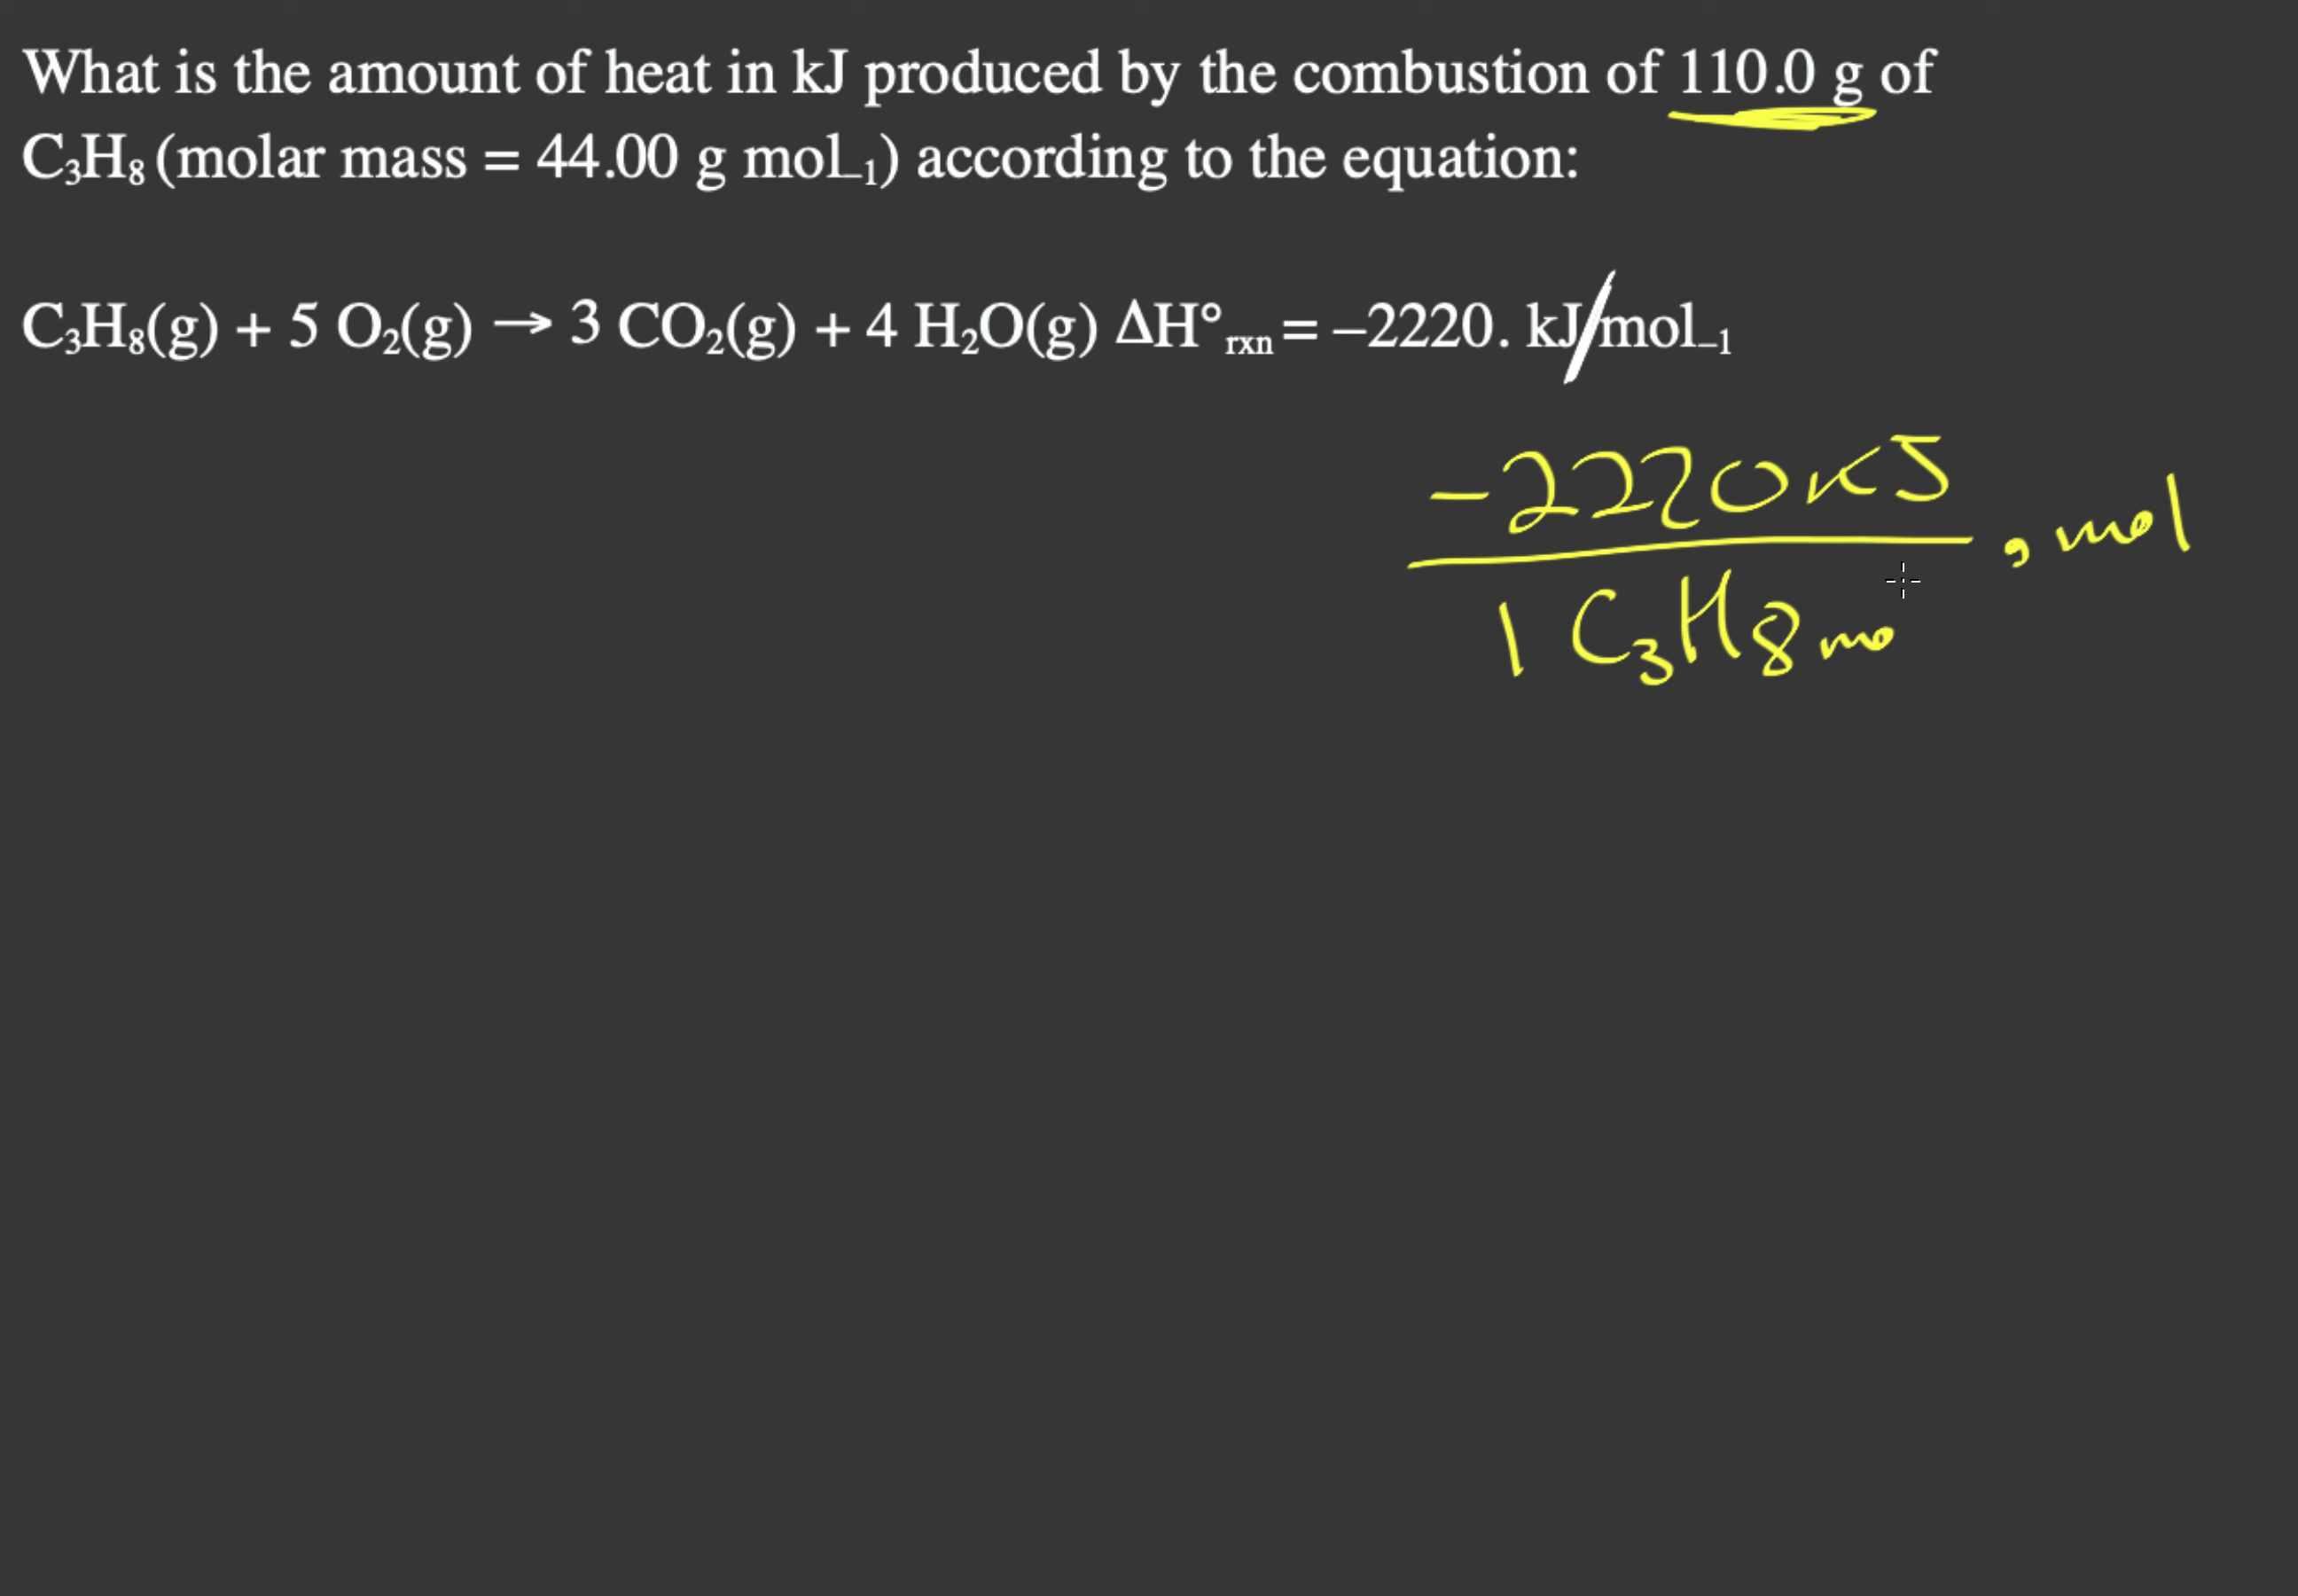 What is the amount of heat in kJ produced by the combustion of 110.0 g of
C₃H₈ (molar mass = 44.00 g mol₋₁) according to the equation:
C₃H₈(g) + 5 O₂(g) → 3 CO₂(g) + 4 H₂O(g) ΔH°rxn = –2220. kJ/mol₋₁
-2220 kJ
, mol
1 C₃H₈ mo